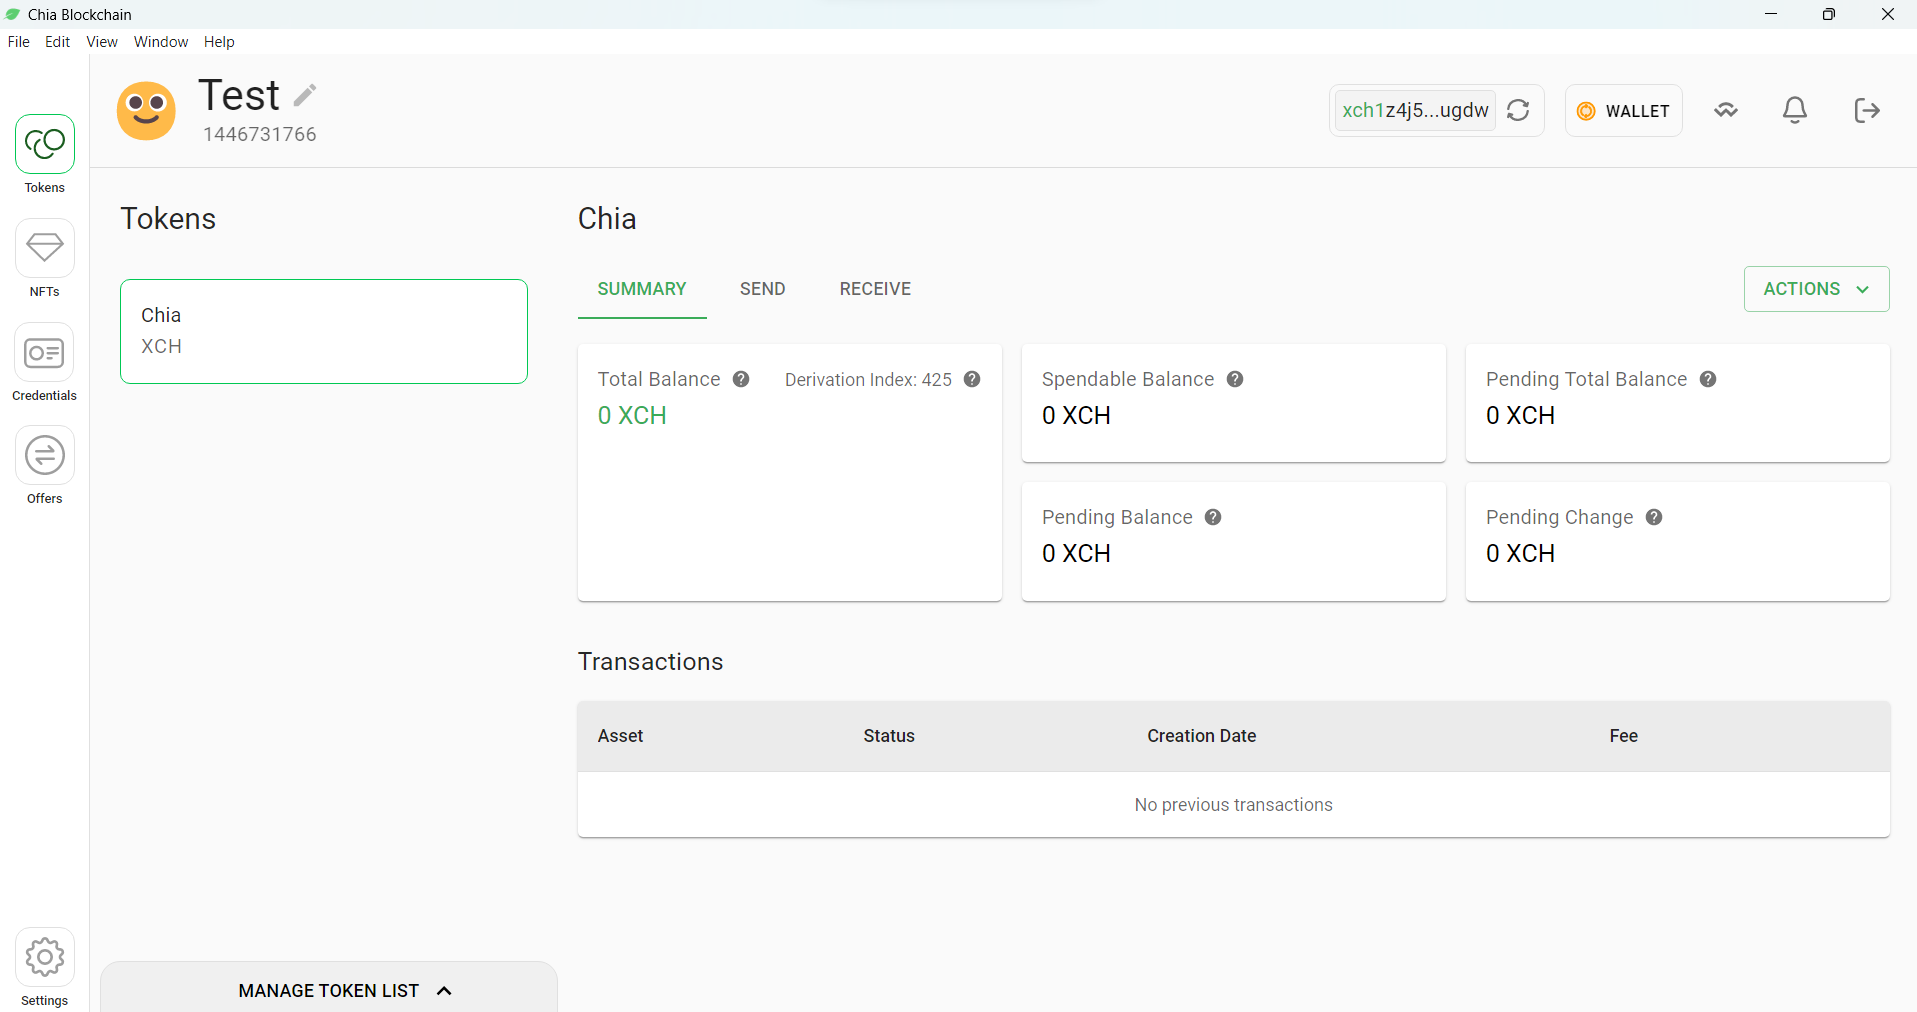 Chia Blockchain
File Edit View Window Help
Test
1446731766
xch1z4j5...ugdw
WALLET
Tokens
NFTs
Credentials
Offers
Settings
Tokens
Chia
XCH
MANAGE TOKEN LIST
Chia
SUMMARY SEND RECEIVE
ACTIONS
Total Balance ? Derivation Index: 425 ?
0 XCH
Spendable Balance ?
0 XCH
Pending Total Balance ?
0 XCH
Pending Balance ?
0 XCH
Pending Change ?
0 XCH
Transactions
Asset Status Creation Date Fee
No previous transactions